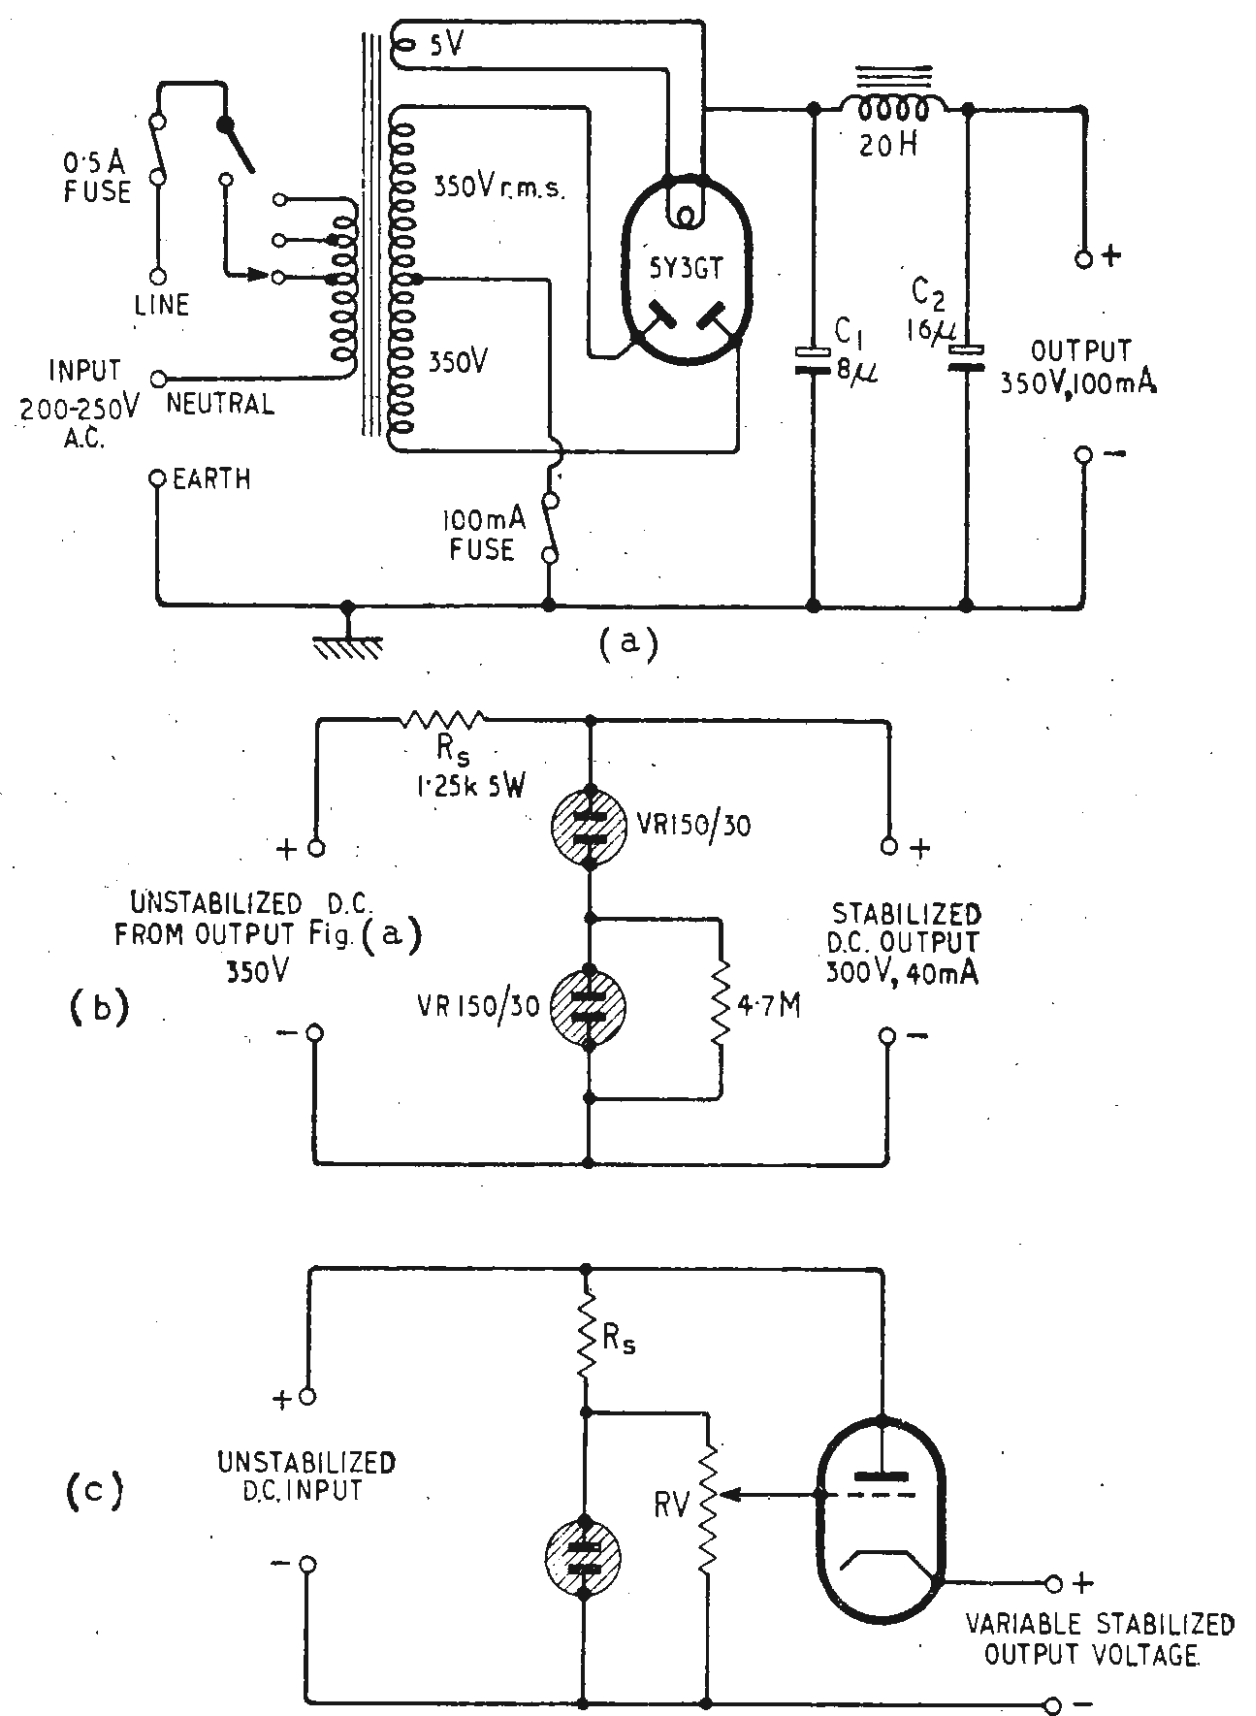 5V
0·5A
FUSE
350V r.m.s.
20H
5Y3GT
LINE
350V
C1
8μ
C2
16μ
+
OUTPUT
350V, 100mA
−
INPUT
200-250V
A.C.
NEUTRAL
EARTH
100mA
FUSE
(a)
Rs
1·25k 5W
VR150/30
+
+
UNSTABILIZED D.C.
FROM OUTPUT Fig. (a)
350V
STABILIZED
D.C. OUTPUT
300V, 40mA
(b)
VR150/30
4·7M
−
−
Rs
+
UNSTABILIZED
D.C. INPUT
(c)
RV
−
+
VARIABLE STABILIZED
OUTPUT VOLTAGE
−